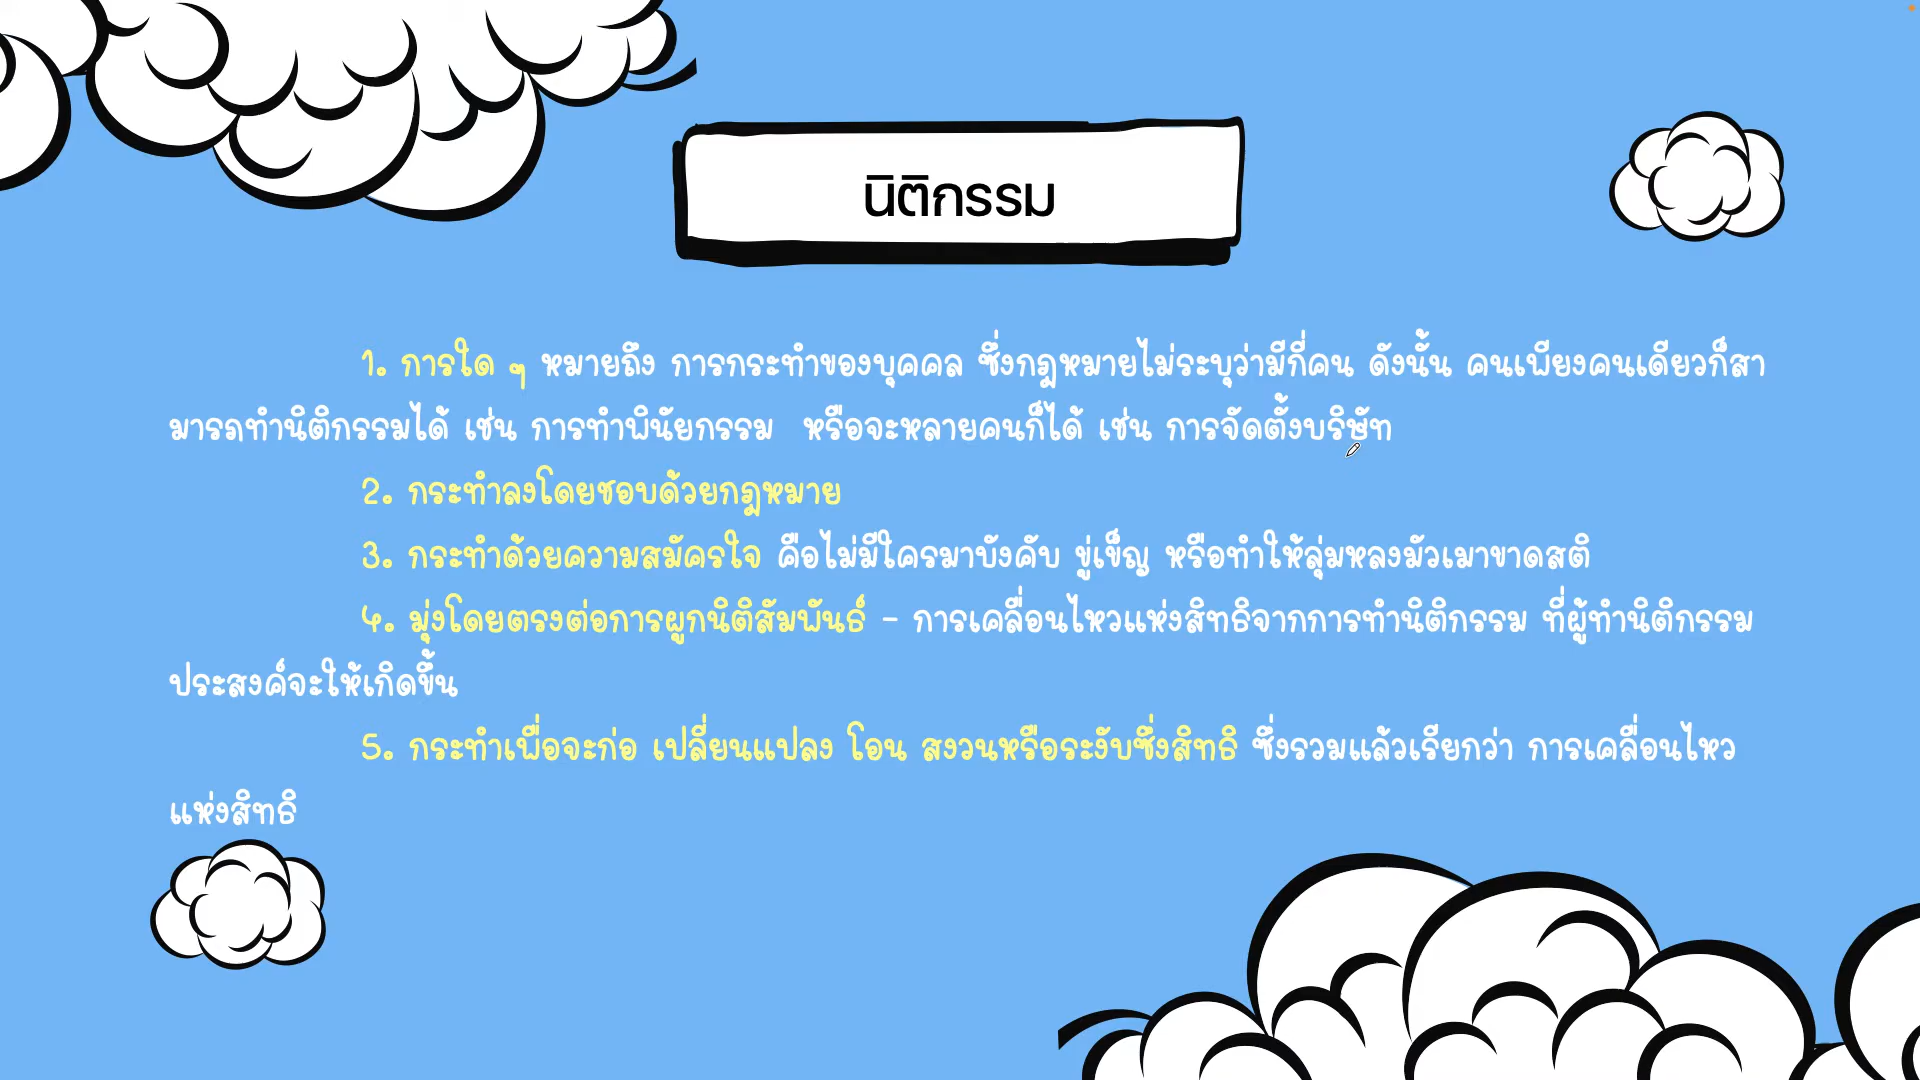 นิติกรรม
1. การใด ๆ หมายถึง การกระทำของบุคคล ซึ่งกฎหมายไม่ระบุว่ามีกี่คน ดังนั้น คนเพียงคนเดียวก็สา
มารถทำนิติกรรมได้ เช่น การทำพินัยกรรม หรือจะหลายคนก็ได้ เช่น การจัดตั้งบริษัท
2. กระทำลงโดยชอบด้วยกฎหมาย
3. กระทำด้วยความสมัครใจ คือไม่มีใครมาบังคับ ขู่เข็ญ หรือทำให้ลุ่มหลงมัวเมาขาดสติ
4. มุ่งโดยตรงต่อการผูกนิติสัมพันธ์ - การเคลื่อนไหวแห่งสิทธิจากการทำนิติกรรม ที่ผู้ทำนิติกรรม
ประสงค์จะให้เกิดขึ้น
5. กระทำเพื่อจะก่อ เปลี่ยนแปลง โอน สงวนหรือระงับซึ่งสิทธิ ซึ่งรวมแล้วเรียกว่า การเคลื่อนไหว
แห่งสิทธิ